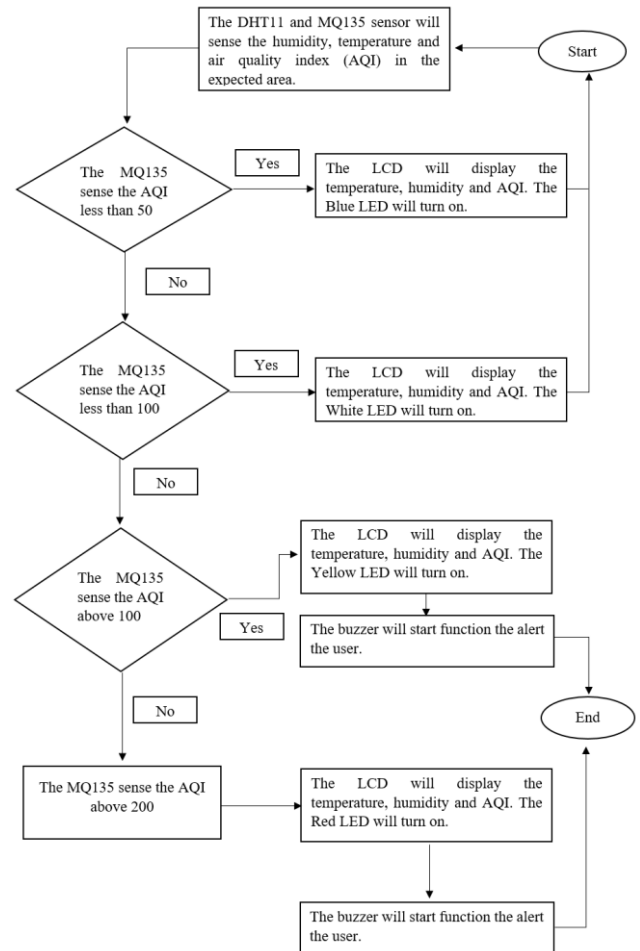 The DHT11 and MQ135 sensor will
sense the humidity, temperature and
air quality index (AQI) in the
expected area.
Start
The MQ135
sense the AQI
less than 50
Yes
The LCD will display the
temperature, humidity and AQI. The
Blue LED will turn on.
No
The MQ135
sense the AQI
less than 100
Yes
The LCD will display the
temperature, humidity and AQI. The
White LED will turn on.
No
The MQ135
sense the AQI
above 100
Yes
The LCD will display the
temperature, humidity and AQI. The
Yellow LED will turn on.
The buzzer will start function the alert
the user.
No
End
The MQ135 sense the AQI
above 200
The LCD will display the
temperature, humidity and AQI. The
Red LED will turn on.
The buzzer will start function the alert
the user.